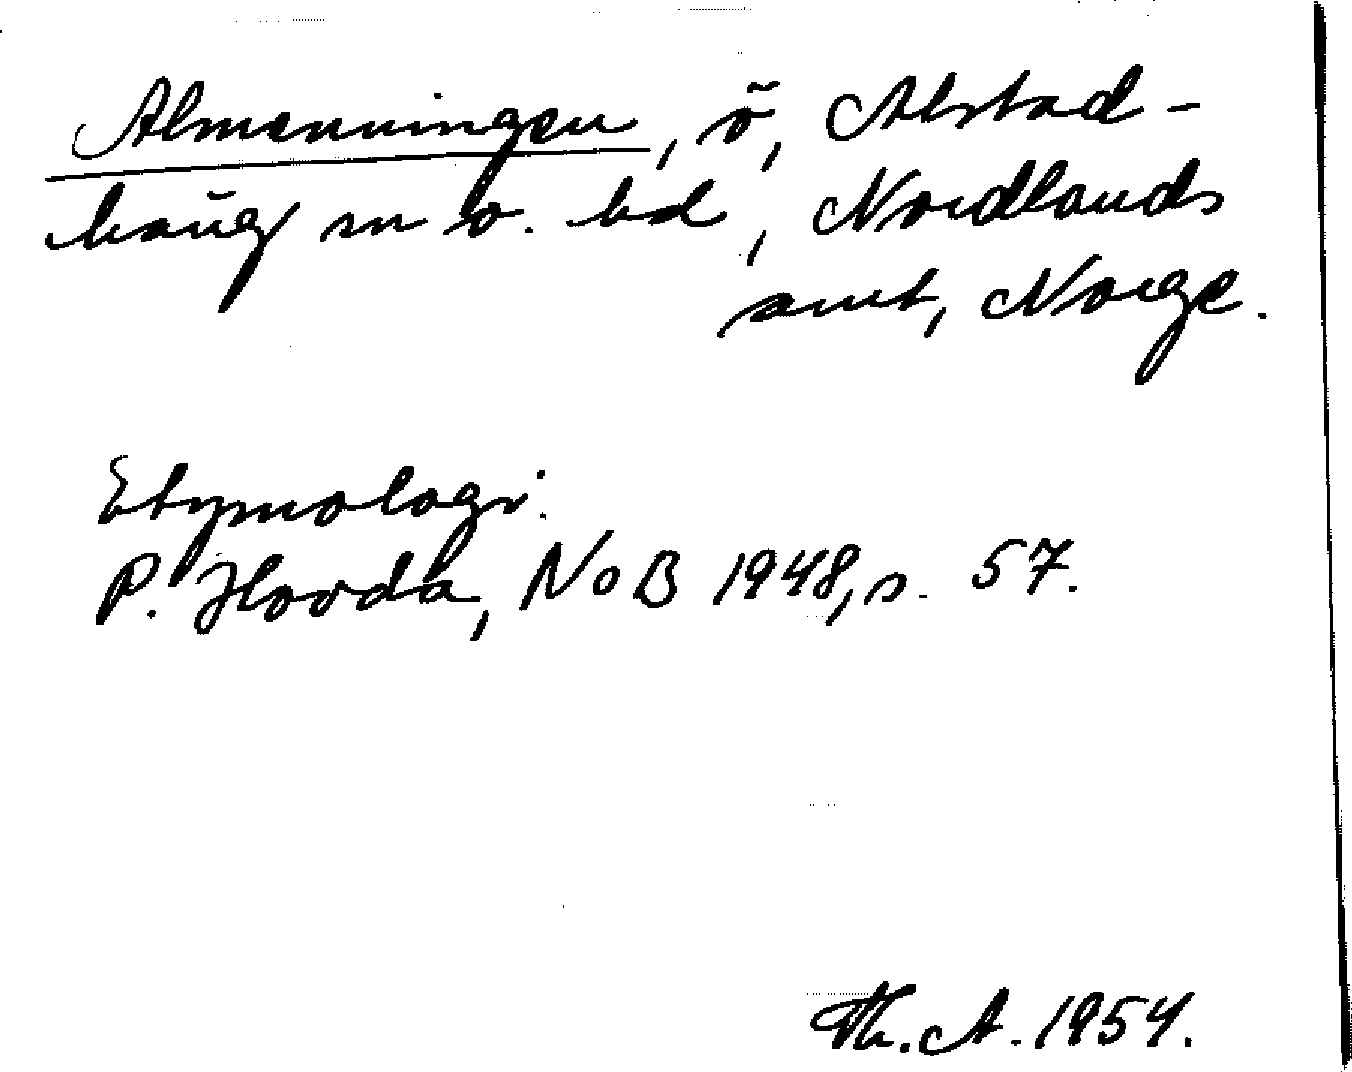 Almenningen, ö, Alstad-
haug sn o. hd, Nordlands
amt, Norge.
Etymologi.
P. Hovda, NoB 1948, s. 57.
Th. A. 1954.